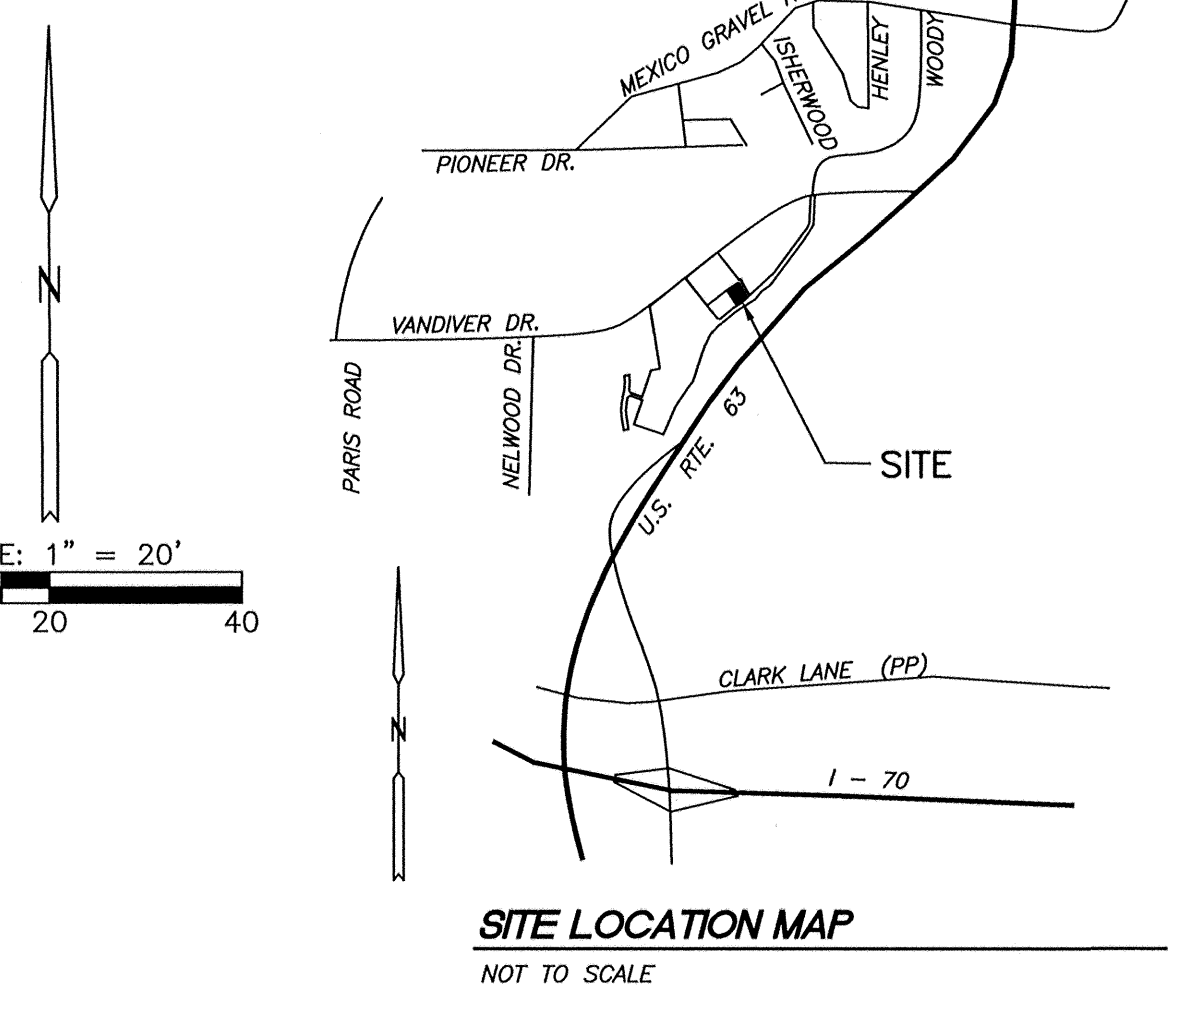 MEXICO GRAVEL
ISHERWOOD
HENLEY
WOODY
PIONEER DR.
N
VANDIVER DR.
PARIS ROAD
NELWOOD DR.
U.S. RTE. 63
SITE
E: 1" = 20'
20 40
CLARK LANE (PP)
N
I - 70
SITE LOCATION MAP
NOT TO SCALE